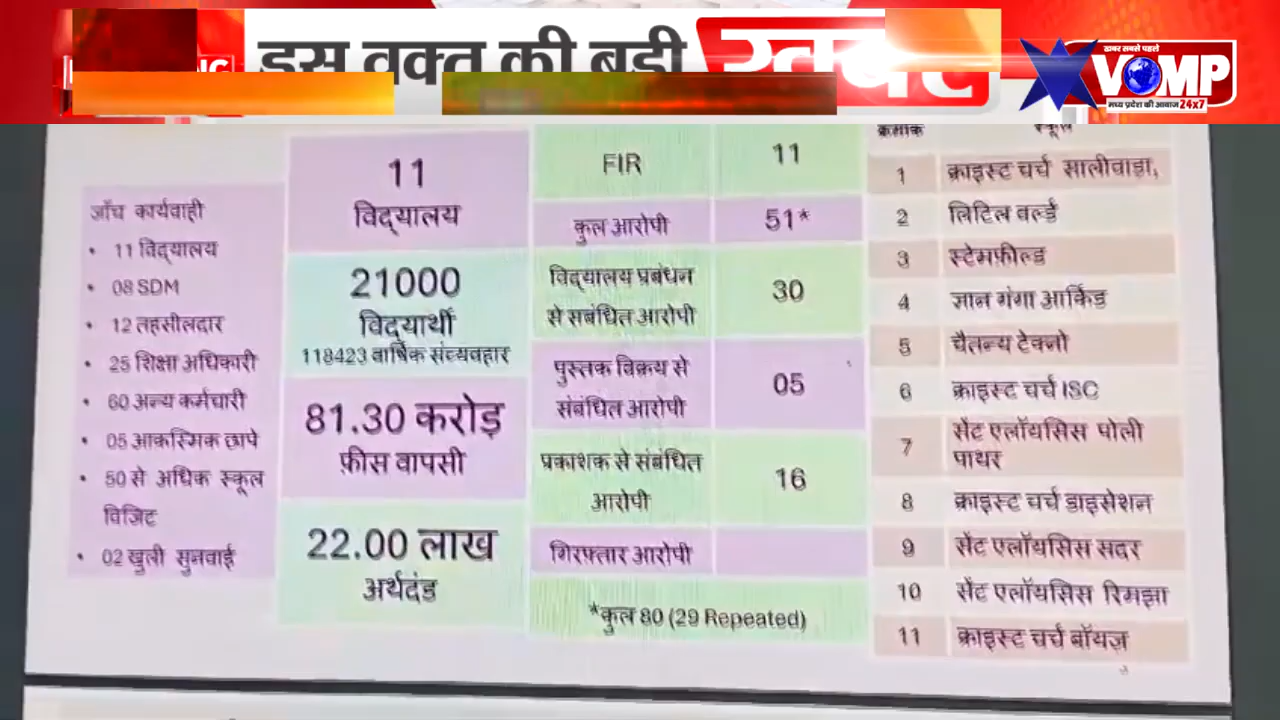 इस वक्त की बड़ी
खबर
खबर सबसे पहले
VOMP
मध्य प्रदेश की आवाज 24x7
जाँच कार्यवाही
• 11 विद्यालय
• 08 SDM
• 12 तहसीलदार
• 25 शिक्षा अधिकारी
• 60 अन्य कर्मचारी
• 05 आकस्मिक छापे
• 50 से अधिक स्कूल
विजिट
• 02 खुली सुनवाई
11
विद्यालय
21000
विद्यार्थी
118423 वार्षिक संव्यवहार
81.30 करोड़
फ़ीस वापसी
22.00 लाख
अर्थदंड
FIR 11
कुल आरोपी 51*
विद्यालय प्रबंधन
से सबंधित आरोपी 30
पुस्तक विक्रय से
संबंधित आरोपी 05
प्रकाशक से संबंधित
आरोपी 16
गिरफ्तार आरोपी
*कुल 80 (29 Repeated)
क्रमांक स्कूल
1 क्राइस्ट चर्च सालीवाडा,
2 लिटिल वर्ल्ड
3 स्टेमफ़ील्ड
4 ज्ञान गंगा आर्किड
5 चैतन्य टेक्नो
6 क्राइस्ट चर्च ISC
7 सेंट एलॉयसिस पोली
पाथर
8 क्राइस्ट चर्च डाइसेशन
9 सेंट एलॉयसिस सदर
10 सेंट एलॉयसिस रिमझा
11 क्राइस्ट चर्च बॉयज़